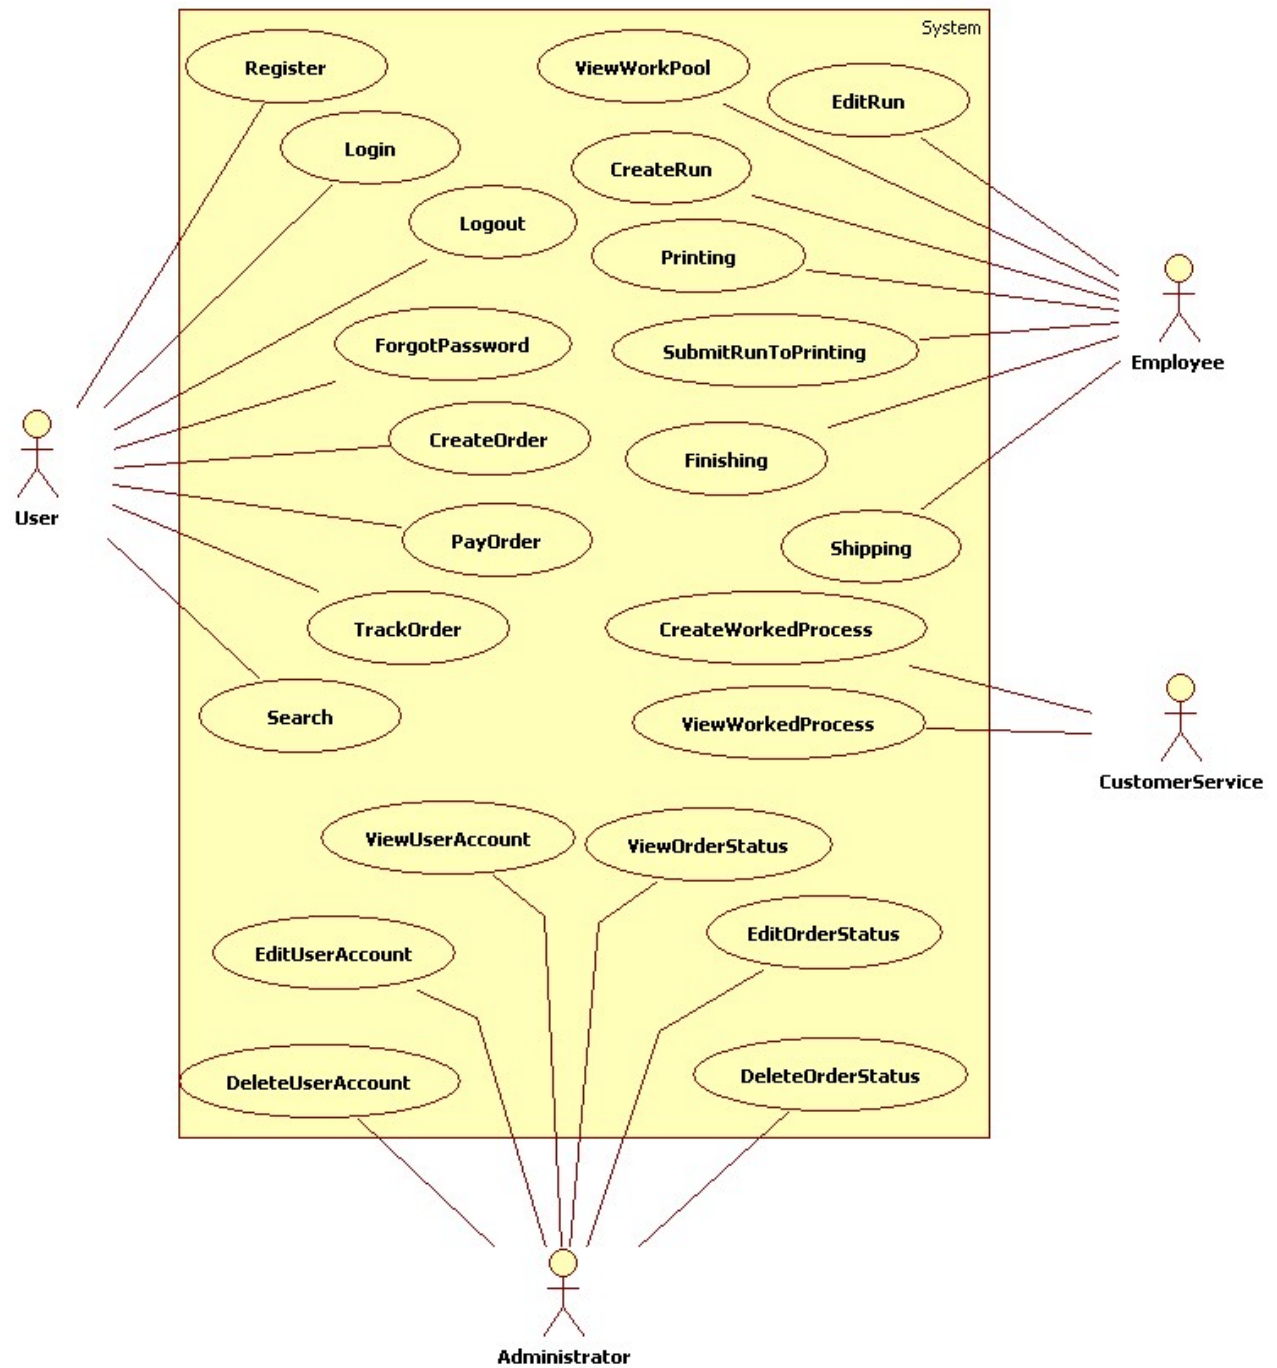 System
Register
ViewWorkPool
EditRun
Login
CreateRun
Logout
Printing
ForgotPassword
SubmitRunToPrinting
Employee
CreateOrder
Finishing
User
PayOrder
Shipping
TrackOrder
CreateWorkedProcess
Search
ViewWorkedProcess
CustomerService
ViewUserAccount
ViewOrderStatus
EditUserAccount
EditOrderStatus
DeleteUserAccount
DeleteOrderStatus
Administrator